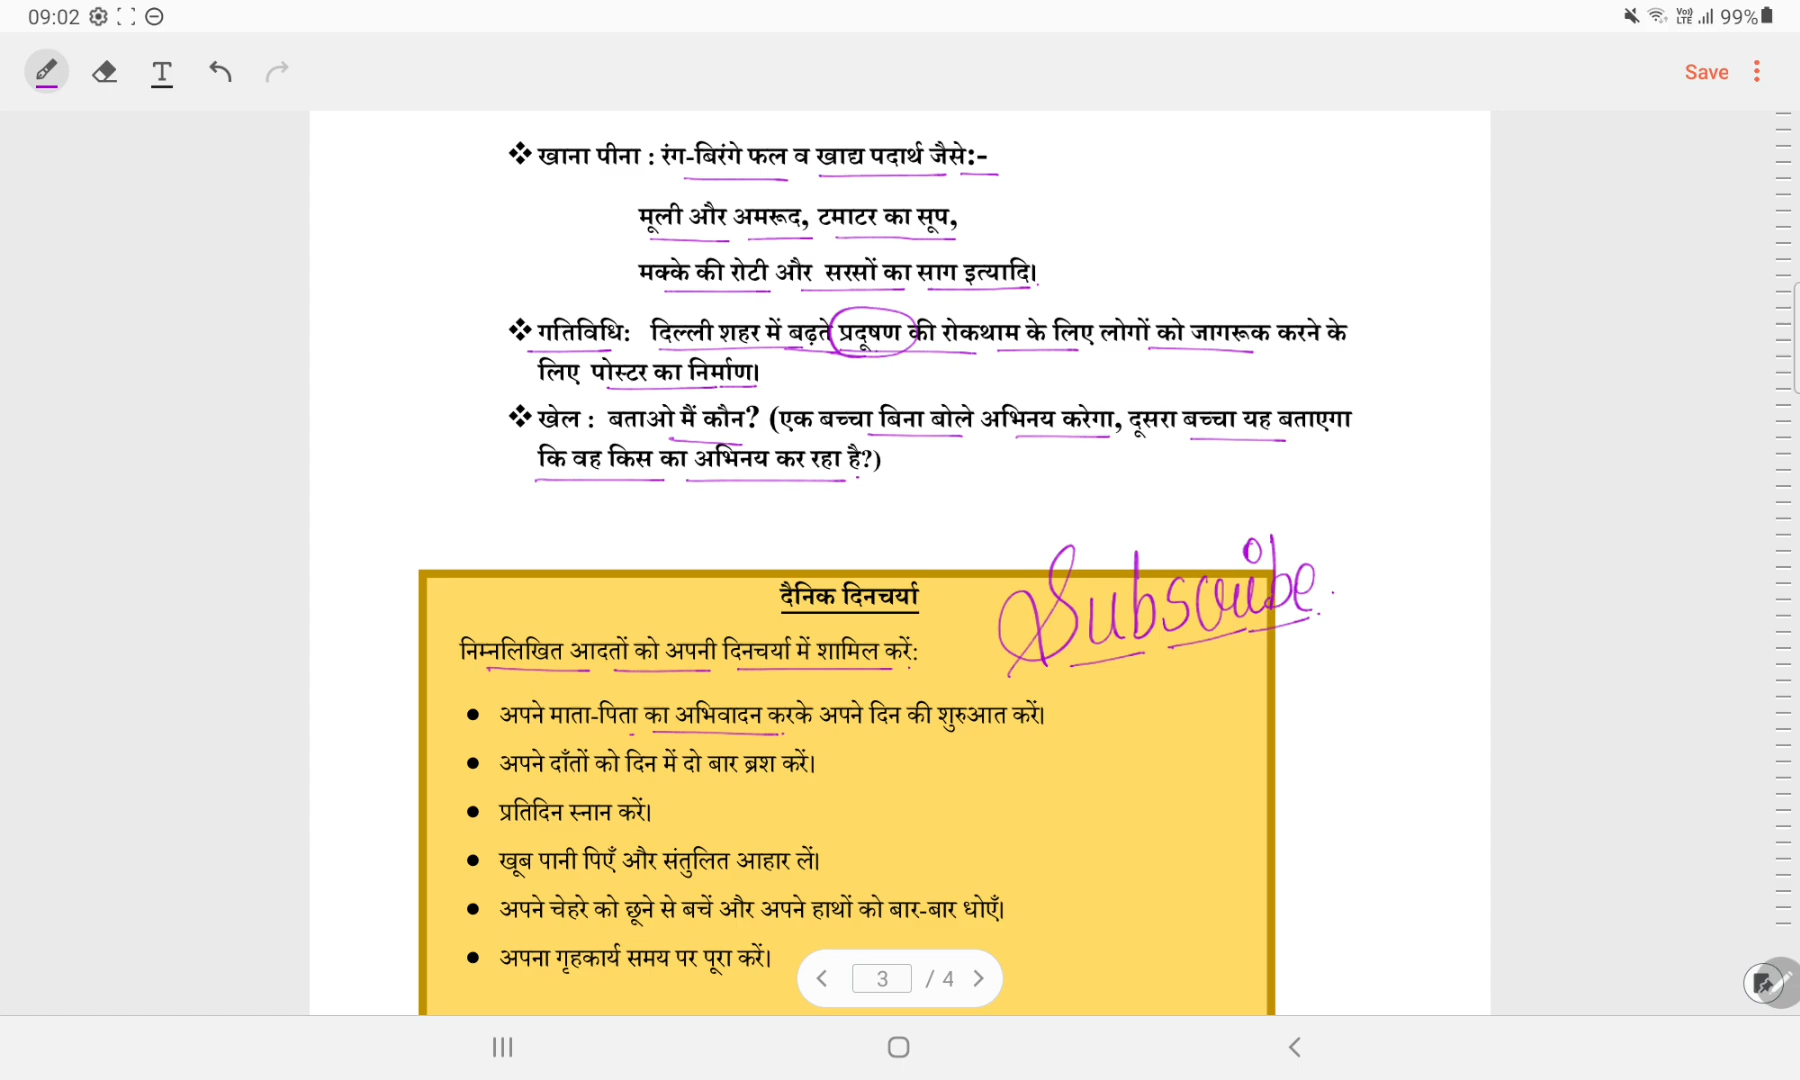 09:02
VoI) LTE 99%
Save
❖ खाना पीना : रंग-बिरंगे फल व खाद्य पदार्थ जैसे:-
मूली और अमरूद, टमाटर का सूप,
मक्के की रोटी और सरसों का साग इत्यादि।
❖ गतिविधि: दिल्ली शहर में बढ़ते प्रदूषण की रोकथाम के लिए लोगों को जागरूक करने के
लिए पोस्टर का निर्माण।
❖ खेल : बताओ मैं कौन? (एक बच्चा बिना बोले अभिनय करेगा, दूसरा बच्चा यह बताएगा
कि वह किस का अभिनय कर रहा है?)
Subscribe
दैनिक दिनचर्या
निम्नलिखित आदतों को अपनी दिनचर्या में शामिल करें:
● अपने माता-पिता का अभिवादन करके अपने दिन की शुरुआत करें।
● अपने दाँतों को दिन में दो बार ब्रश करें।
● प्रतिदिन स्नान करें।
● खूब पानी पिएँ और संतुलित आहार लें।
● अपने चेहरे को छूने से बचें और अपने हाथों को बार-बार धोएँ।
● अपना गृहकार्य समय पर पूरा करें।
3 / 4